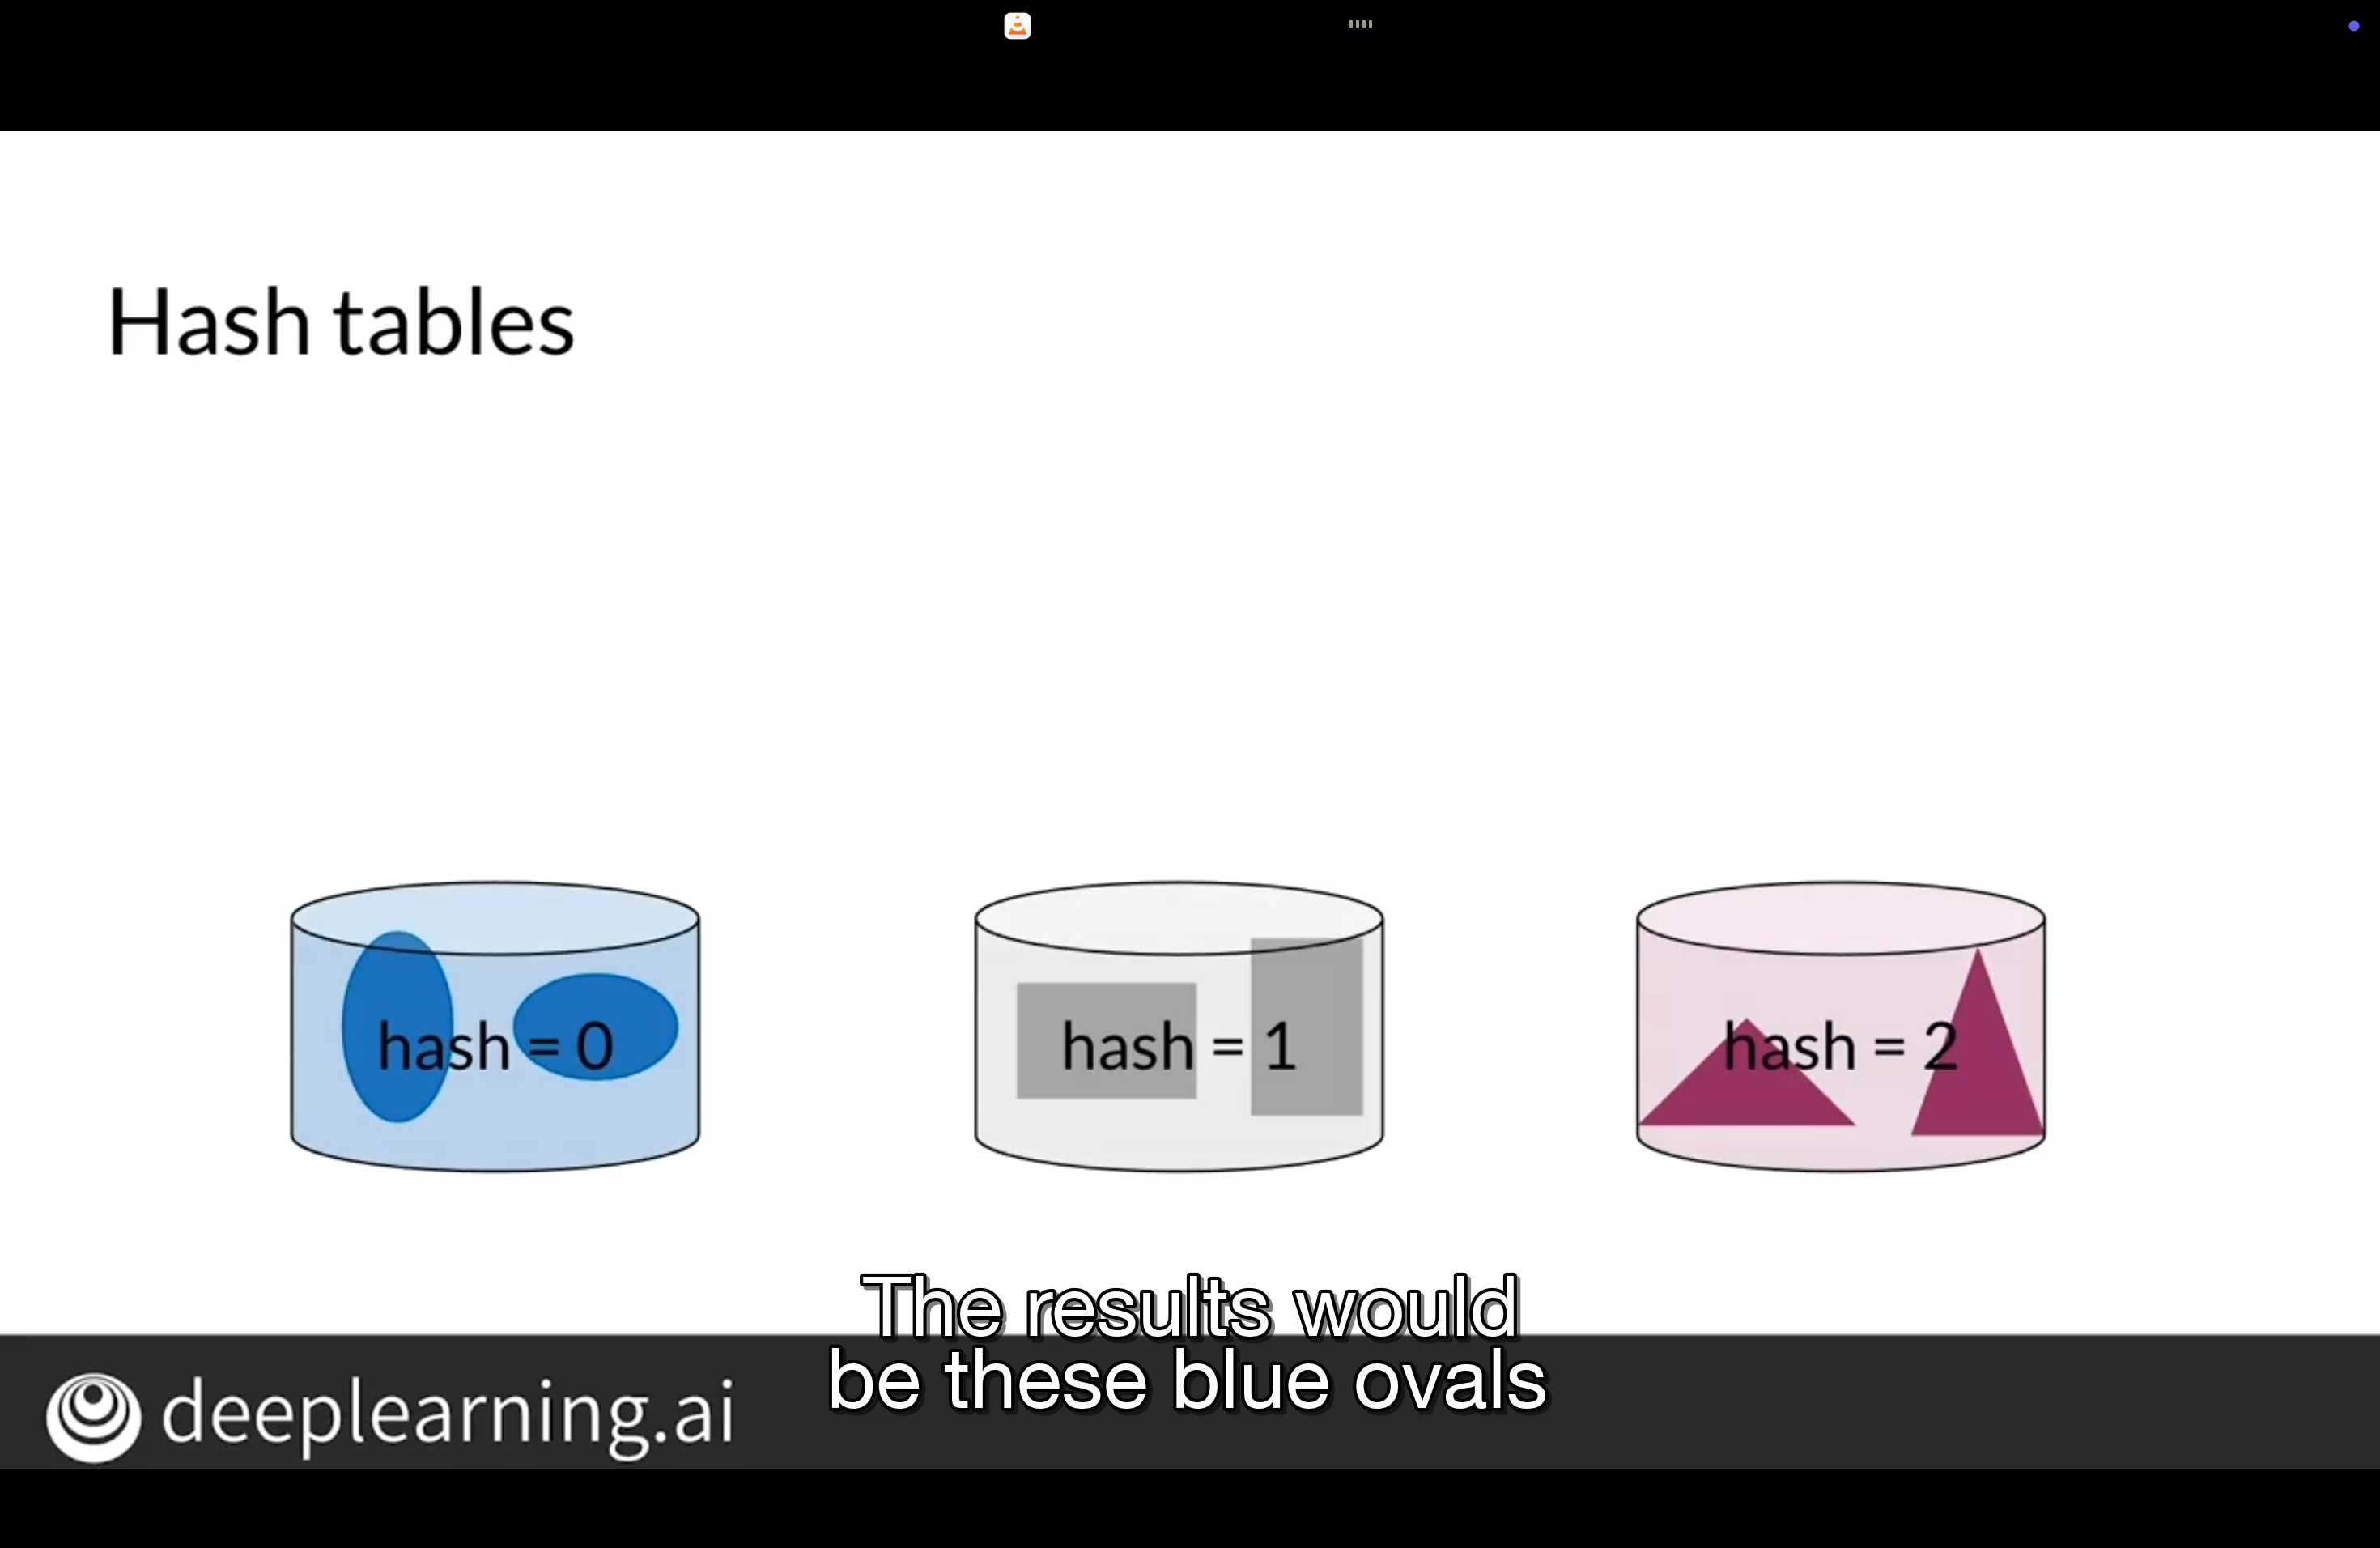 Hash tables
hash = 0
hash = 1
hash = 2
The results would
be these blue ovals
deeplearning.ai